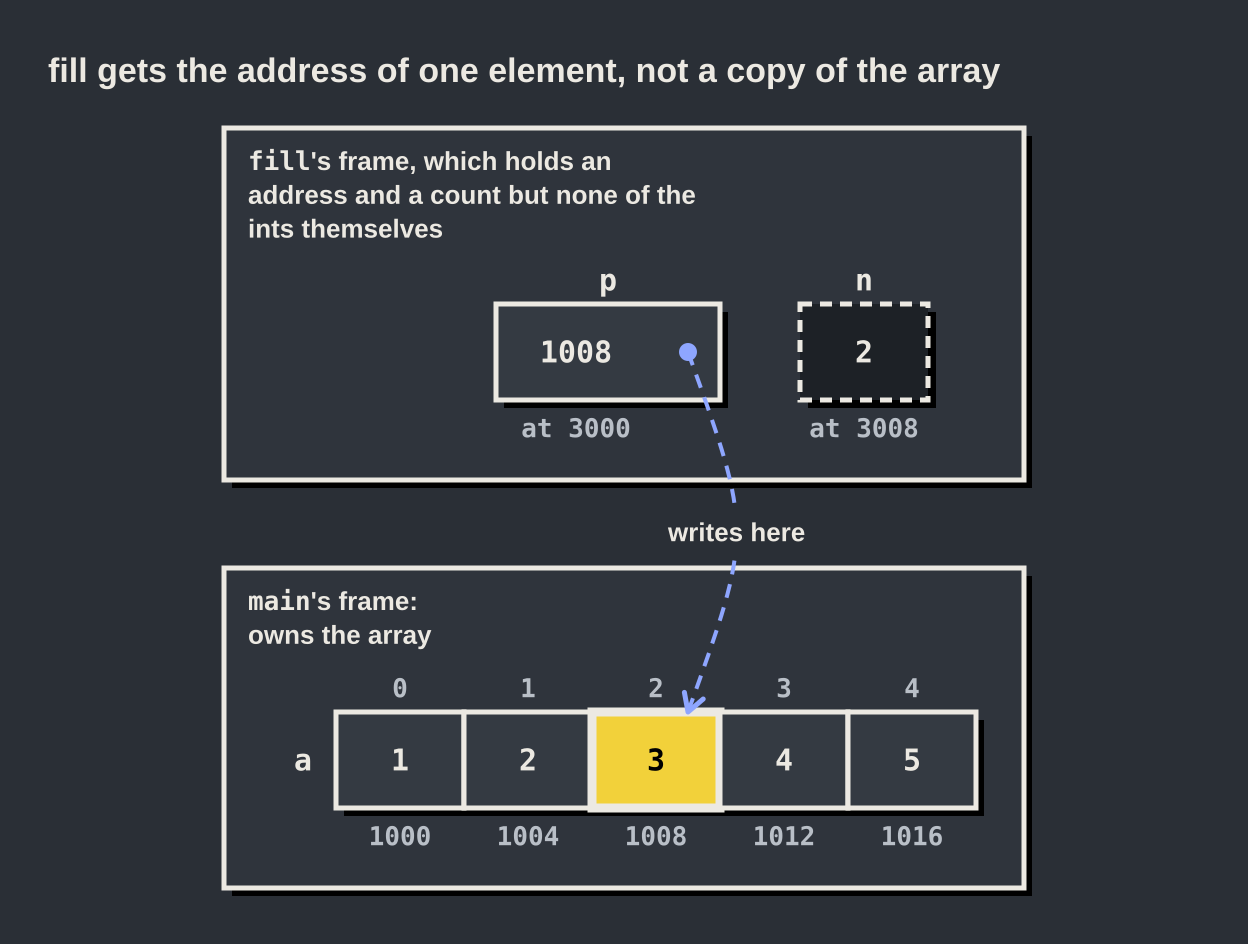 fill gets the address of one element, not a copy of the array
fill's frame, which holds an
address and a count but none of the
ints themselves
p n
1008 2
at 3000 at 3008
writes here
main's frame:
owns the array
0 1 2 3 4
a 1 2 3 4 5
1000 1004 1008 1012 1016